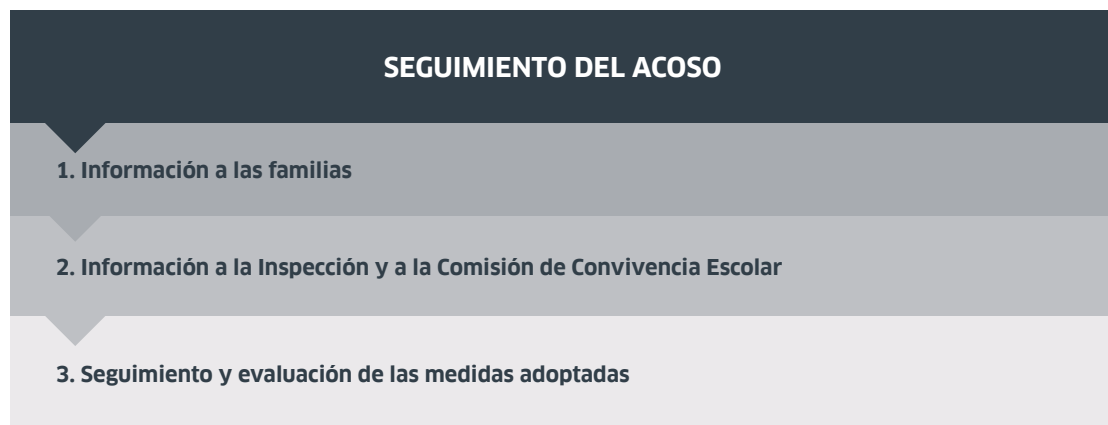 SEGUIMIENTO DEL ACOSO
1. Información a las familias
2. Información a la Inspección y a la Comisión de Convivencia Escolar
3. Seguimiento y evaluación de las medidas adoptadas